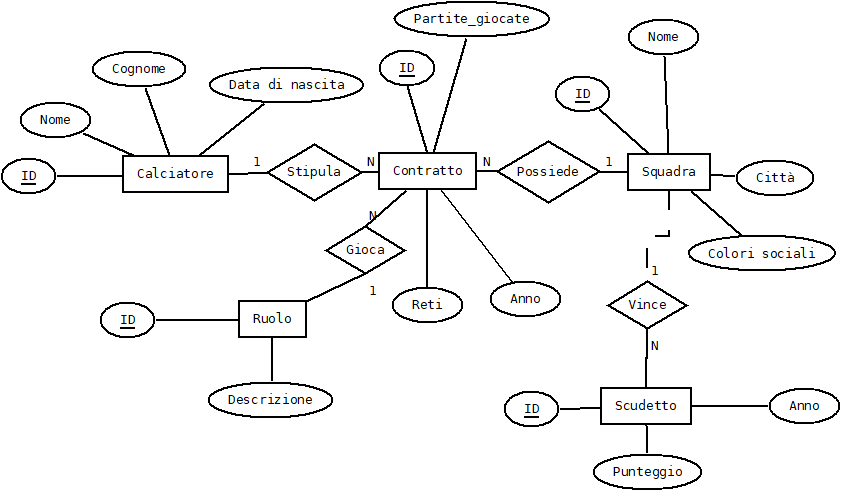 Partite_giocate
Nome
Cognome
ID
Data di nascita
ID
Nome
1
N
N
1
ID
Calciatore
Stipula
Contratto
Possiede
Squadra
Città
N
Gioca
Colori sociali
1
1
ID
Ruolo
Reti
Anno
Vince
N
Descrizione
ID
Scudetto
Anno
Punteggio